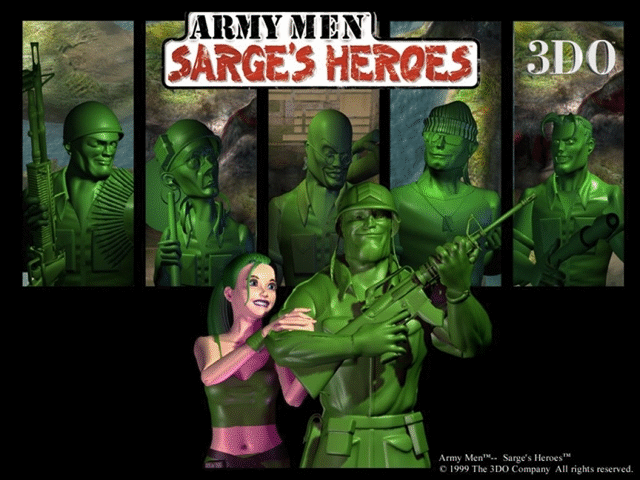 ARMY MEN
SARGE'S HEROES
3DO
Army Men™-- Sarge's Heroes™
© 1999 The 3DO Company All rights reserved.